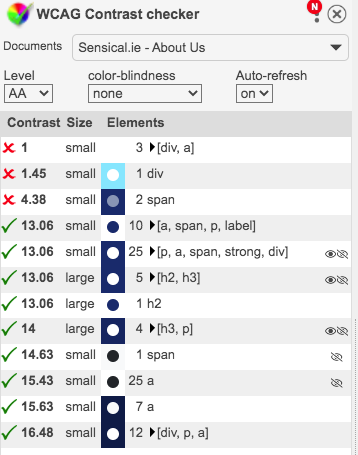 WCAG Contrast checker
N
Documents Sensical.ie - About Us
Level color-blindness Auto-refresh
AA none on
Contrast Size Elements
1 small 3 [div, a]
1.45 small 1 div
4.38 small 2 span
13.06 small 10 [a, span, p, label]
13.06 small 25 [p, a, span, strong, div]
13.06 large 5 [h2, h3]
13.06 large 1 h2
14 large 4 [h3, p]
14.63 small 1 span
15.43 small 25 a
15.63 small 7 a
16.48 small 12 [div, p, a]